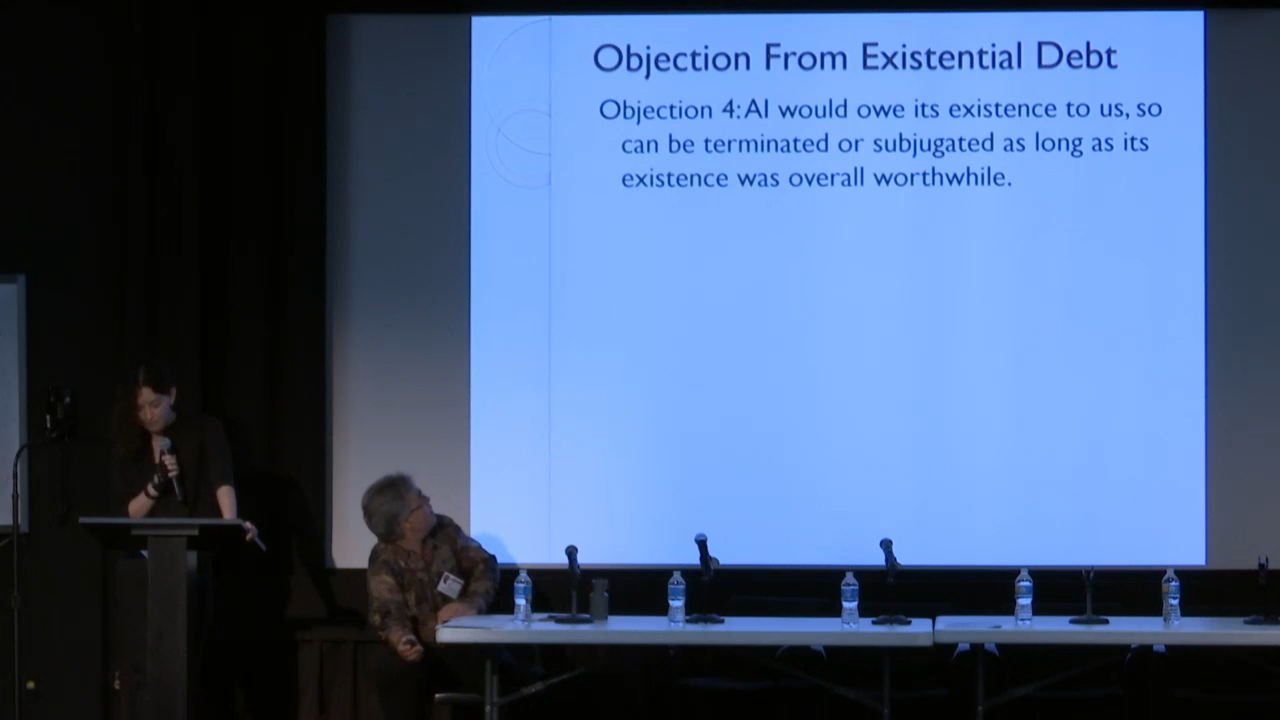 Objection From Existential Debt
Objection 4: AI would owe its existence to us, so
can be terminated or subjugated as long as its
existence was overall worthwhile.